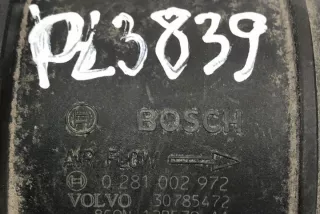 PL3839
BOSCH
AIR FLOW
0 281 002 972
VOLVO 30785472